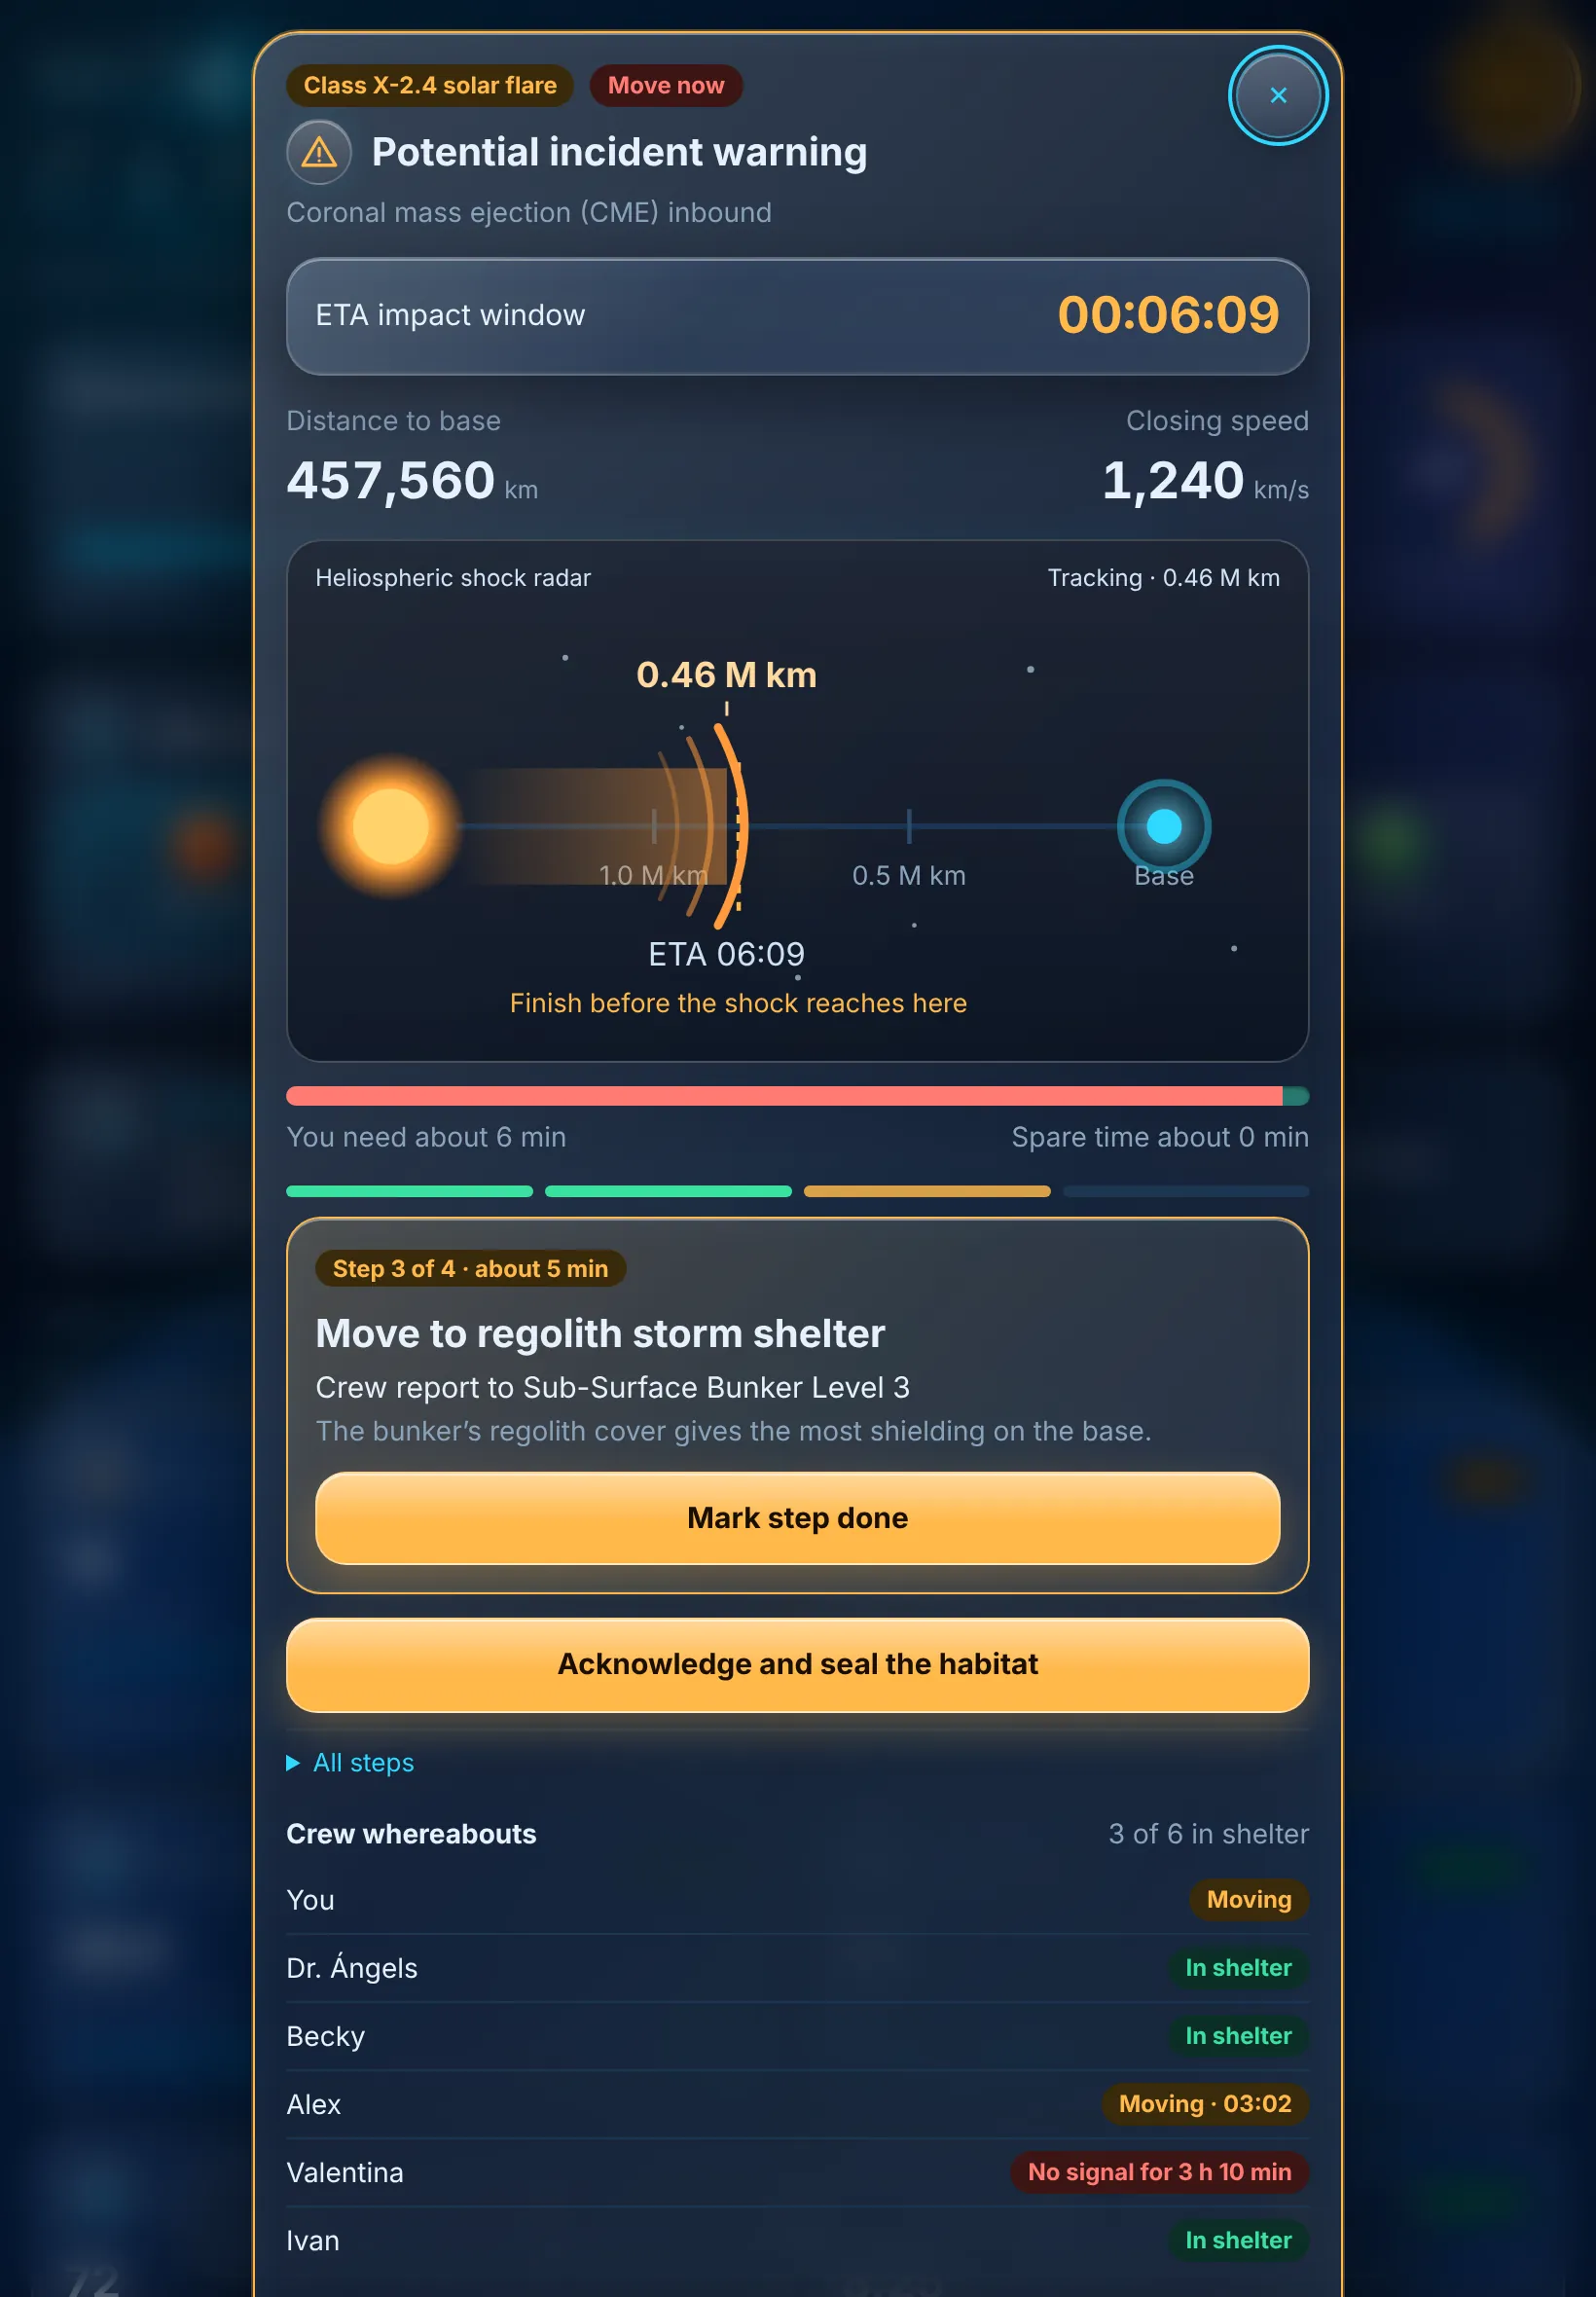 Class X-2.4 solar flare
Move now
×
Potential incident warning
Coronal mass ejection (CME) inbound
ETA impact window
00:06:09
Distance to base
Closing speed
457,560 km
1,240 km/s
Heliospheric shock radar
Tracking · 0.46 M km
0.46 M km
1.0 M km
0.5 M km
Base
ETA 06:09
Finish before the shock reaches here
You need about 6 min
Spare time about 0 min
Step 3 of 4 · about 5 min
Move to regolith storm shelter
Crew report to Sub-Surface Bunker Level 3
The bunker’s regolith cover gives the most shielding on the base.
Mark step done
Acknowledge and seal the habitat
All steps
Crew whereabouts
3 of 6 in shelter
You
Moving
Dr. Ángels
In shelter
Becky
In shelter
Alex
Moving · 03:02
Valentina
No signal for 3 h 10 min
Ivan
In shelter
72